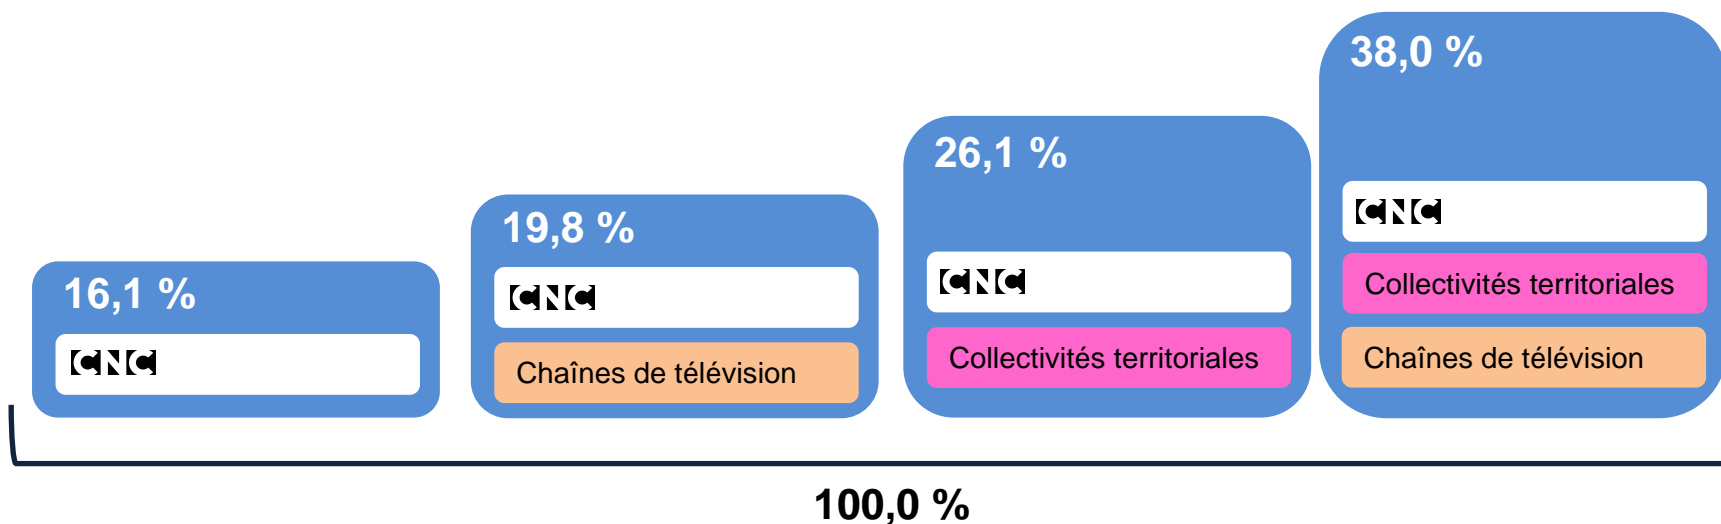 16,1 %
CNC
19,8 %
CNC
Chaînes de télévision
26,1 %
CNC
Collectivités territoriales
38,0 %
CNC
Collectivités territoriales
Chaînes de télévision
100,0 %